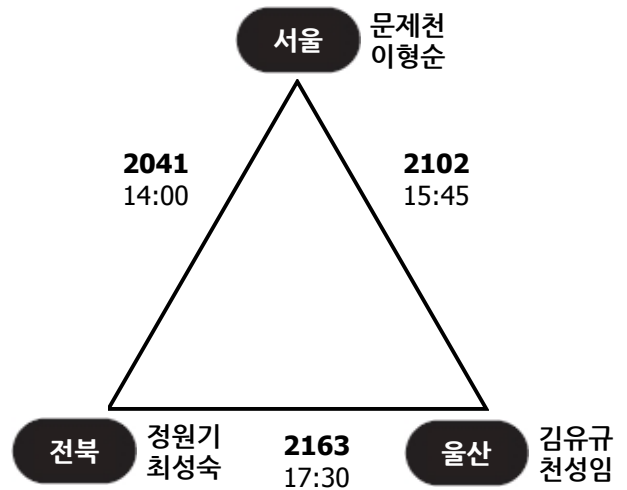 서울
문제천
이형순
2041
14:00
2102
15:45
전북
정원기
최성숙
2163
17:30
울산
김유규
천성임